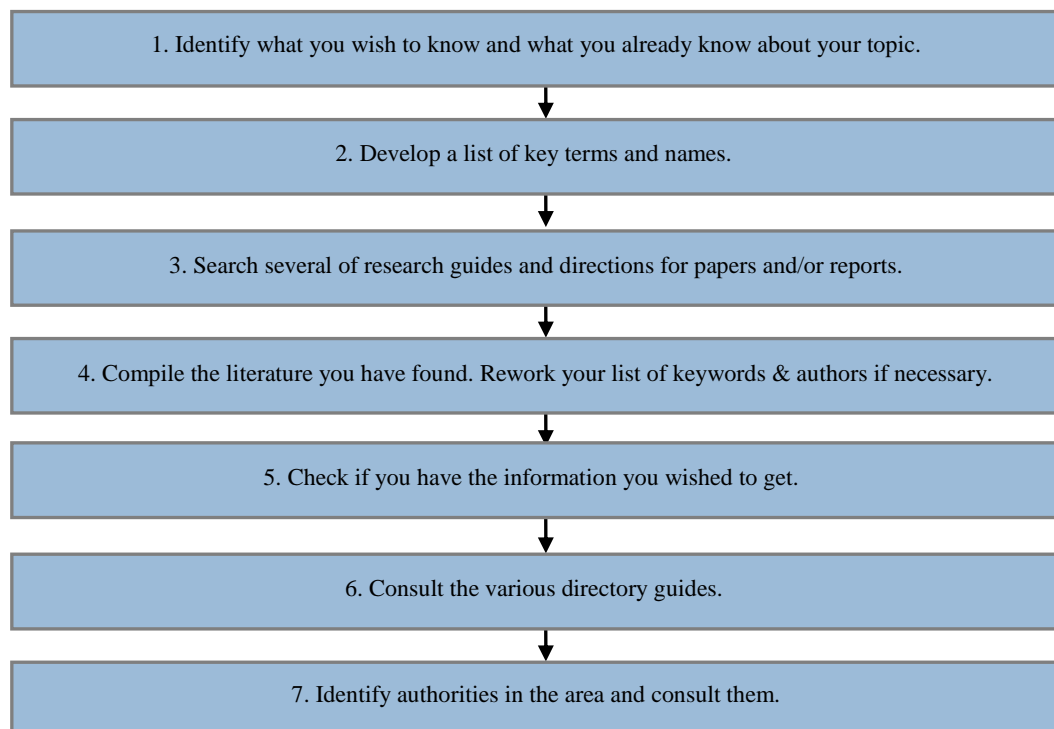 1. Identify what you wish to know and what you already know about your topic.
2. Develop a list of key terms and names.
3. Search several of research guides and directions for papers and/or reports.
4. Compile the literature you have found. Rework your list of keywords & authors if necessary.
5. Check if you have the information you wished to get.
6. Consult the various directory guides.
7. Identify authorities in the area and consult them.